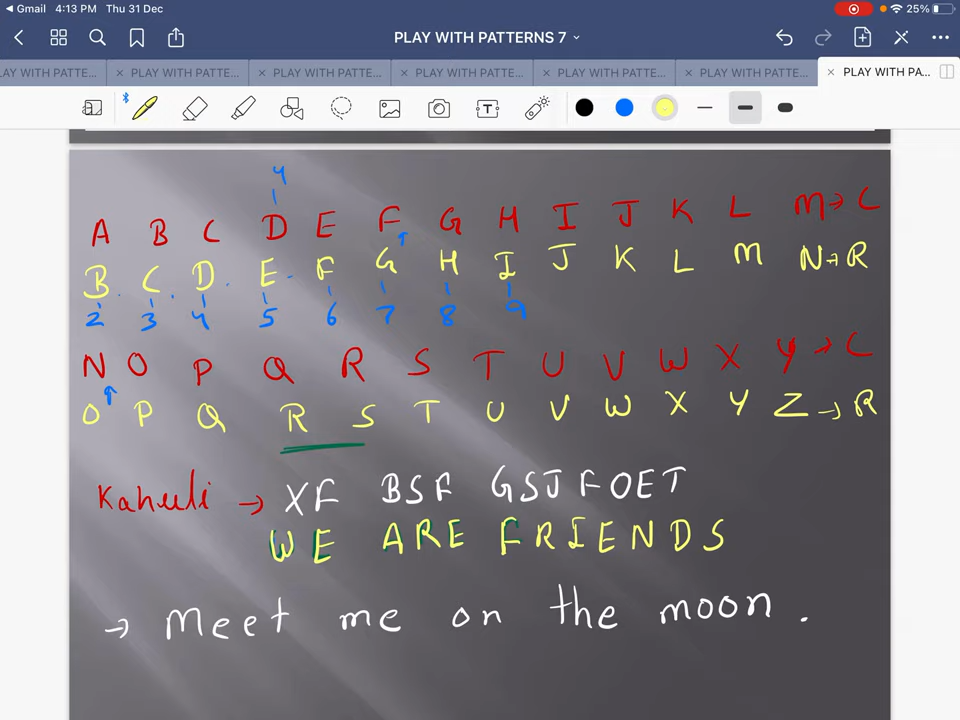 Gmail 4:13 PM Thu 31 Dec 25%
PLAY WITH PATTERNS 7
LAY WITH PATTE... PLAY WITH PATTE... PLAY WITH PATTE... PLAY WITH PATTE... PLAY WITH PATTE... PLAY WITH PATTE... PLAY WITH PA...
4
A B C D E F G H I J K L M → C
B C D E F G H I J K L M N → R
2 3 4 5 6 7 8 9
N O P Q R S T U V W X Y → C
O P Q R S T U V W X Y Z → R
Kahuli → XF BSF GSJFOET
WE ARE FRIENDS
→ Meet me on the moon.